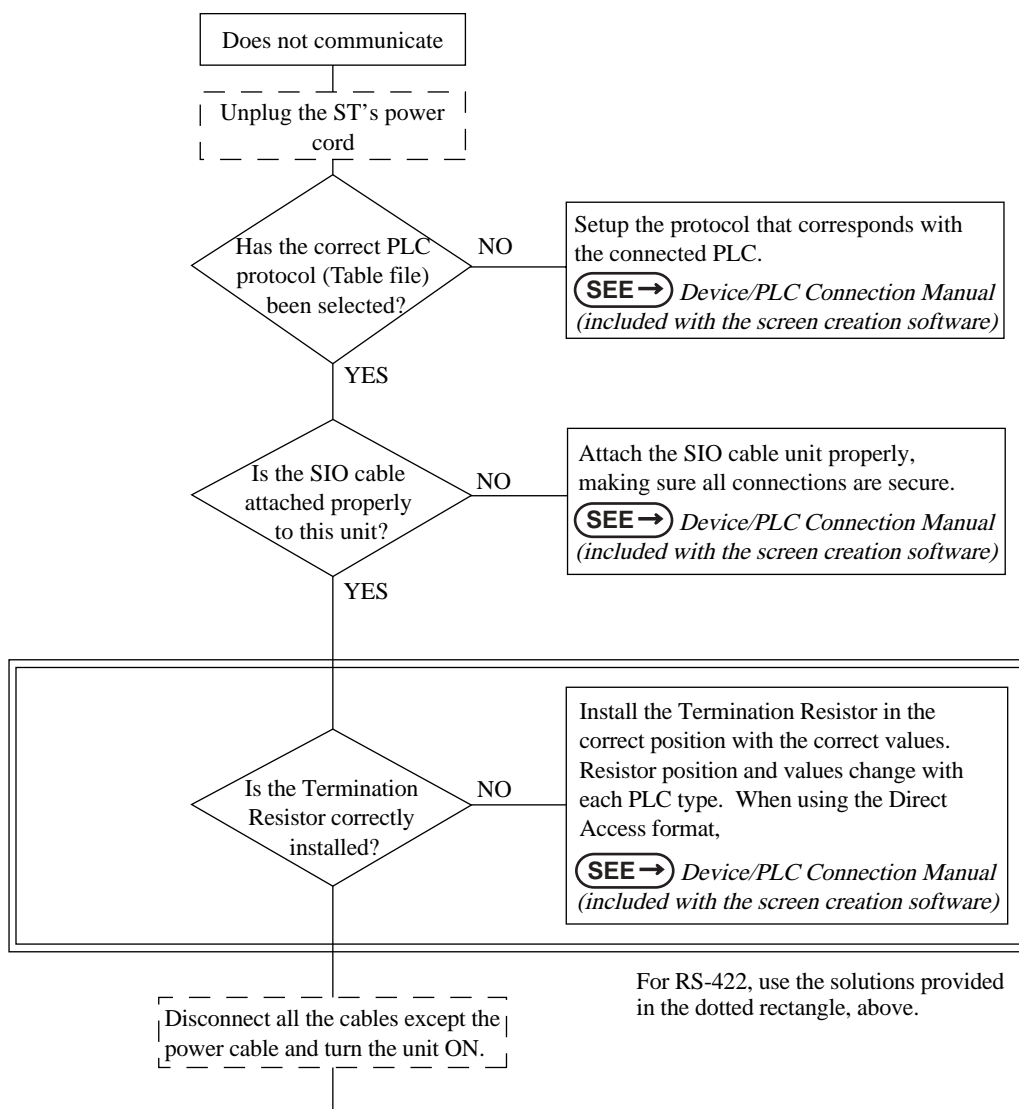 Does not communicate
Unplug the ST's power
cord
Has the correct PLC
protocol (Table file)
been selected?
NO
Setup the protocol that corresponds with
the connected PLC.
SEE→ Device/PLC Connection Manual
(included with the screen creation software)
YES
Is the SIO cable
attached properly
to this unit?
NO
Attach the SIO cable unit properly,
making sure all connections are secure.
SEE→ Device/PLC Connection Manual
(included with the screen creation software)
YES
Is the Termination
Resistor correctly
installed?
NO
Install the Termination Resistor in the
correct position with the correct values.
Resistor position and values change with
each PLC type. When using the Direct
Access format,
SEE→ Device/PLC Connection Manual
(included with the screen creation software)
For RS-422, use the solutions provided
in the dotted rectangle, above.
Disconnect all the cables except the
power cable and turn the unit ON.